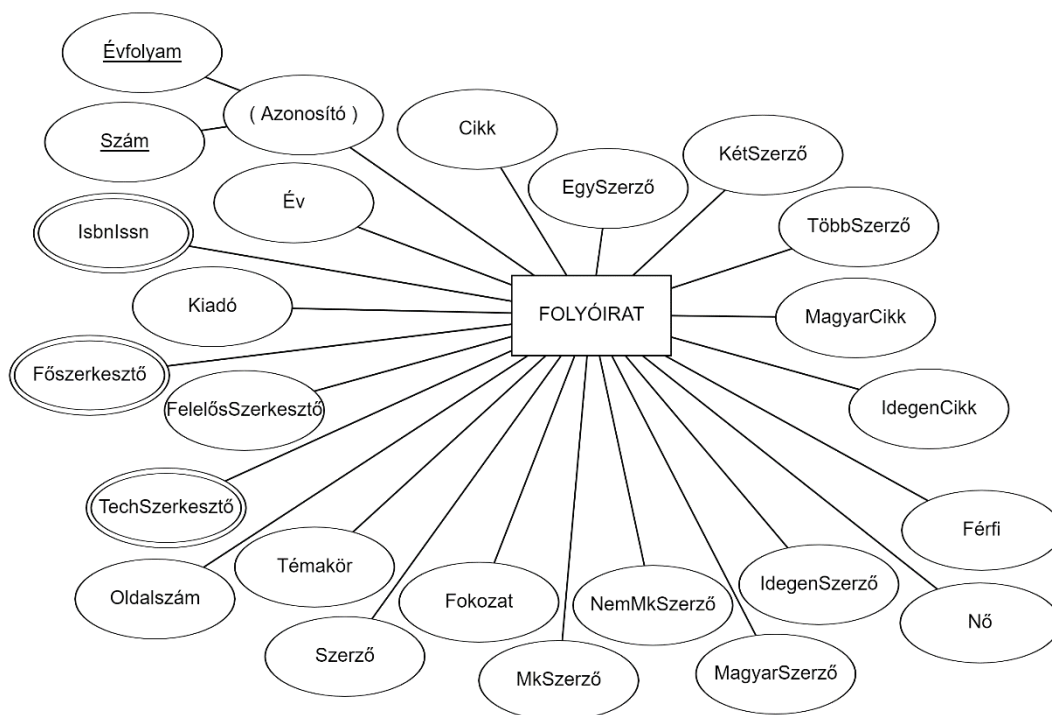 Évfolyam
( Azonosító )
Szám
Cikk
KétSzerző
EgySzerző
Év
TöbbSzerző
IsbnIssn
Kiadó
FOLYÓIRAT
MagyarCikk
Főszerkesztő
FelelősSzerkesztő
IdegenCikk
TechSzerkesztő
Férfi
Témakör
IdegenSzerző
Oldalszám
Fokozat
NemMkSzerző
Nő
Szerző
MkSzerző
MagyarSzerző